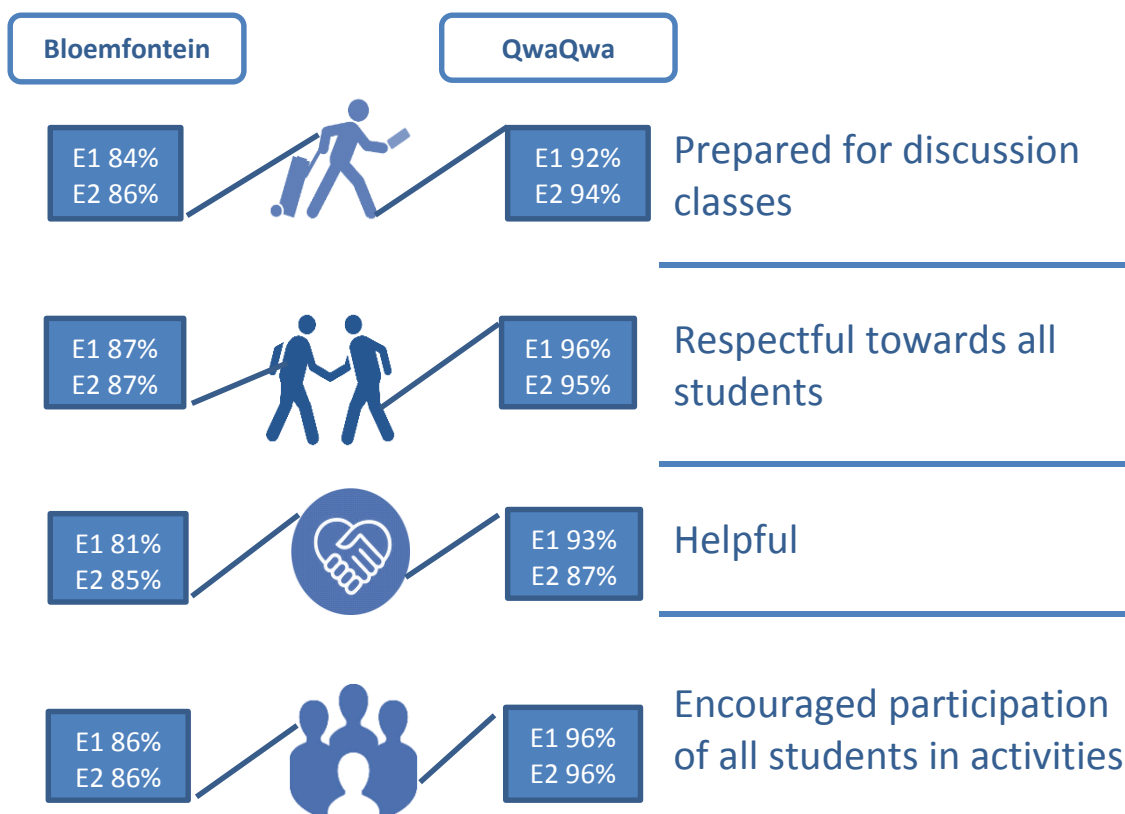 Bloemfontein
QwaQwa
E1 84%
E2 86%
E1 92%
E2 94%
Prepared for discussion
classes
E1 87%
E2 87%
E1 96%
E2 95%
Respectful towards all
students
E1 81%
E2 85%
E1 93%
E2 87%
Helpful
E1 86%
E2 86%
E1 96%
E2 96%
Encouraged participation
of all students in activities